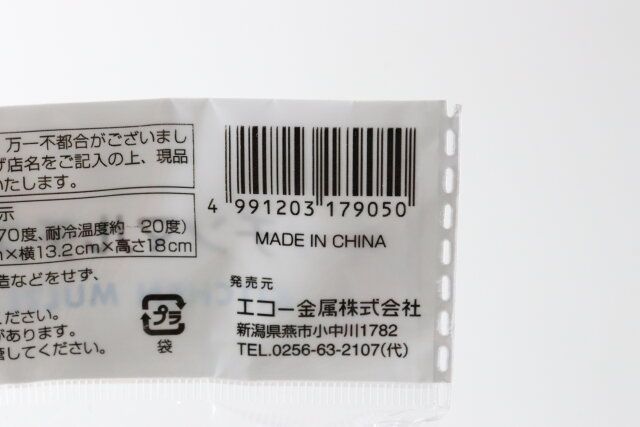 万一不都合がございまし
店名をご記入の上、現品
いたします。
示
70度、耐冷温度約 20度)
×横13.2cm×高さ18cm
造などをせず、
ください。
があります。
してください。
プラ
袋
4 991203 179050
MADE IN CHINA
発売元
エコー金属株式会社
新潟県燕市小中川1782
TEL.0256-63-2107(代)